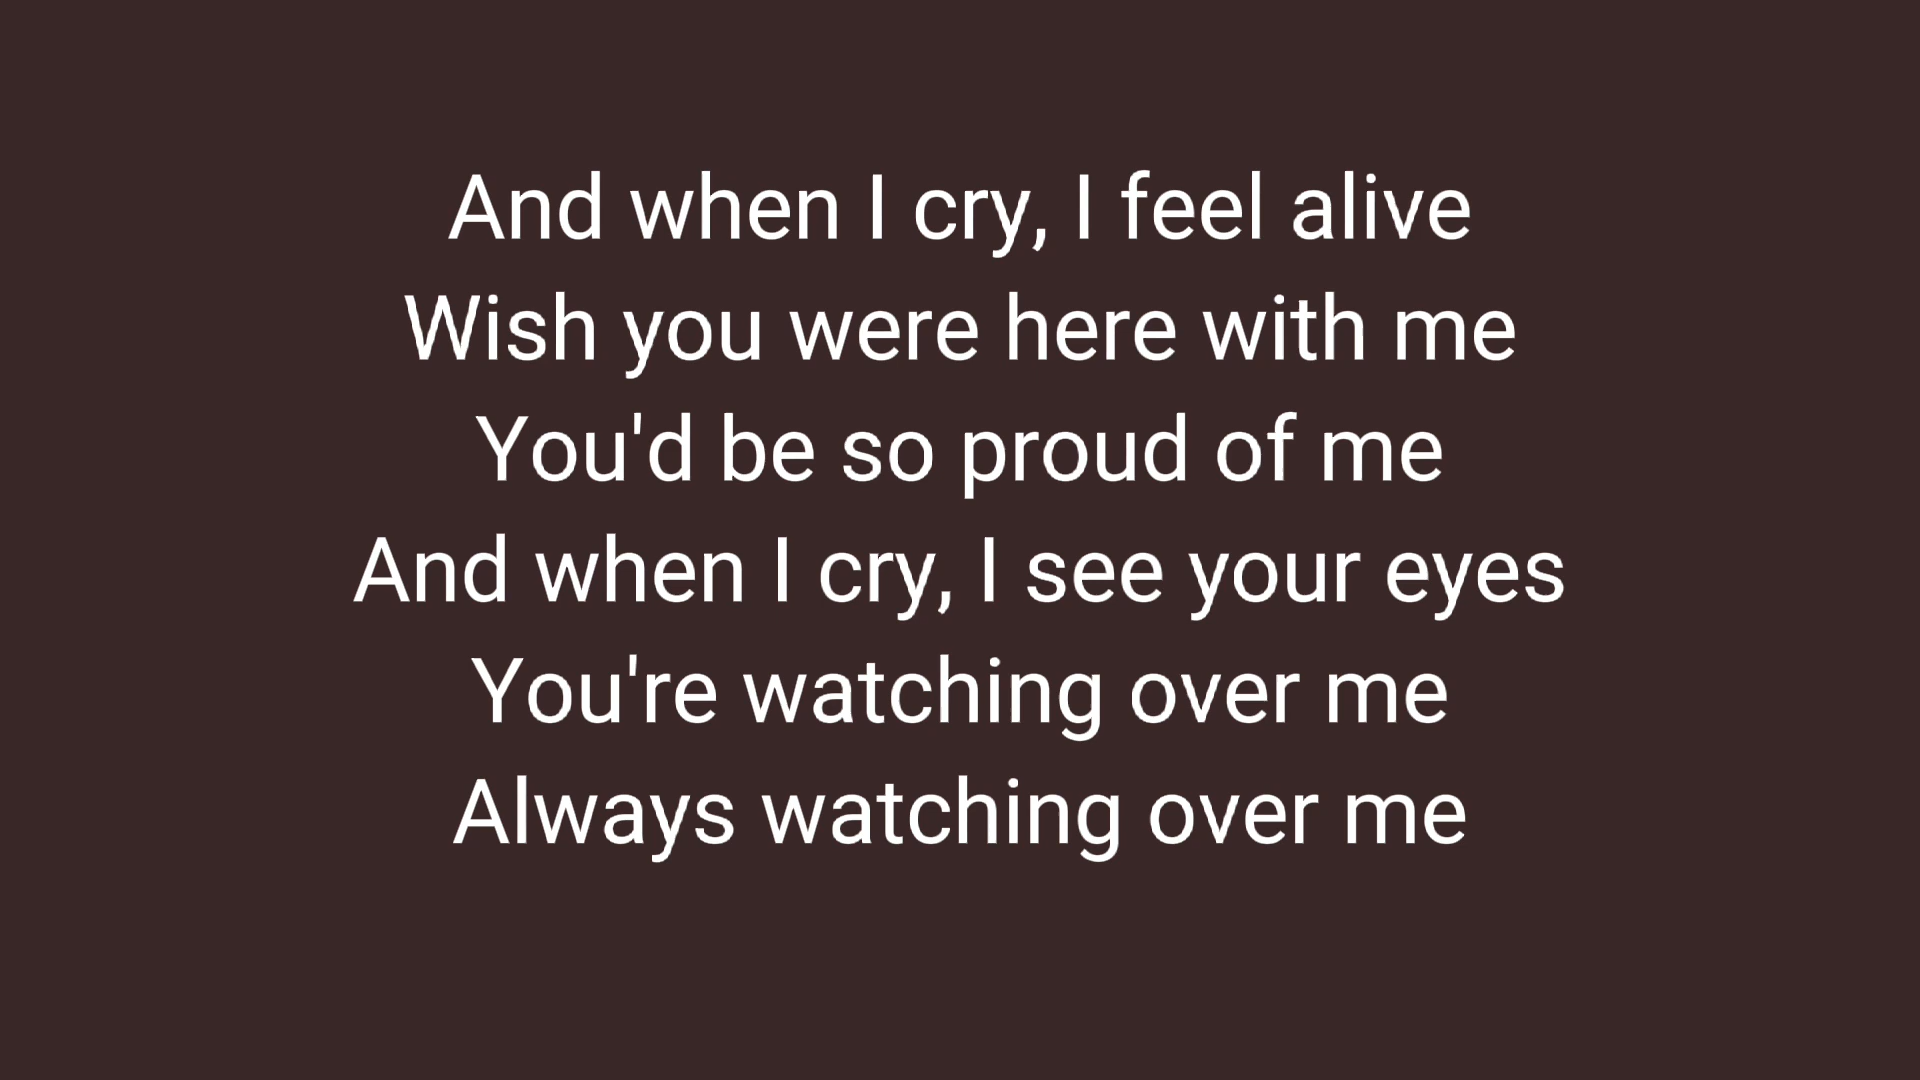 And when I cry, I feel alive
Wish you were here with me
You'd be so proud of me
And when I cry, I see your eyes
You're watching over me
Always watching over me